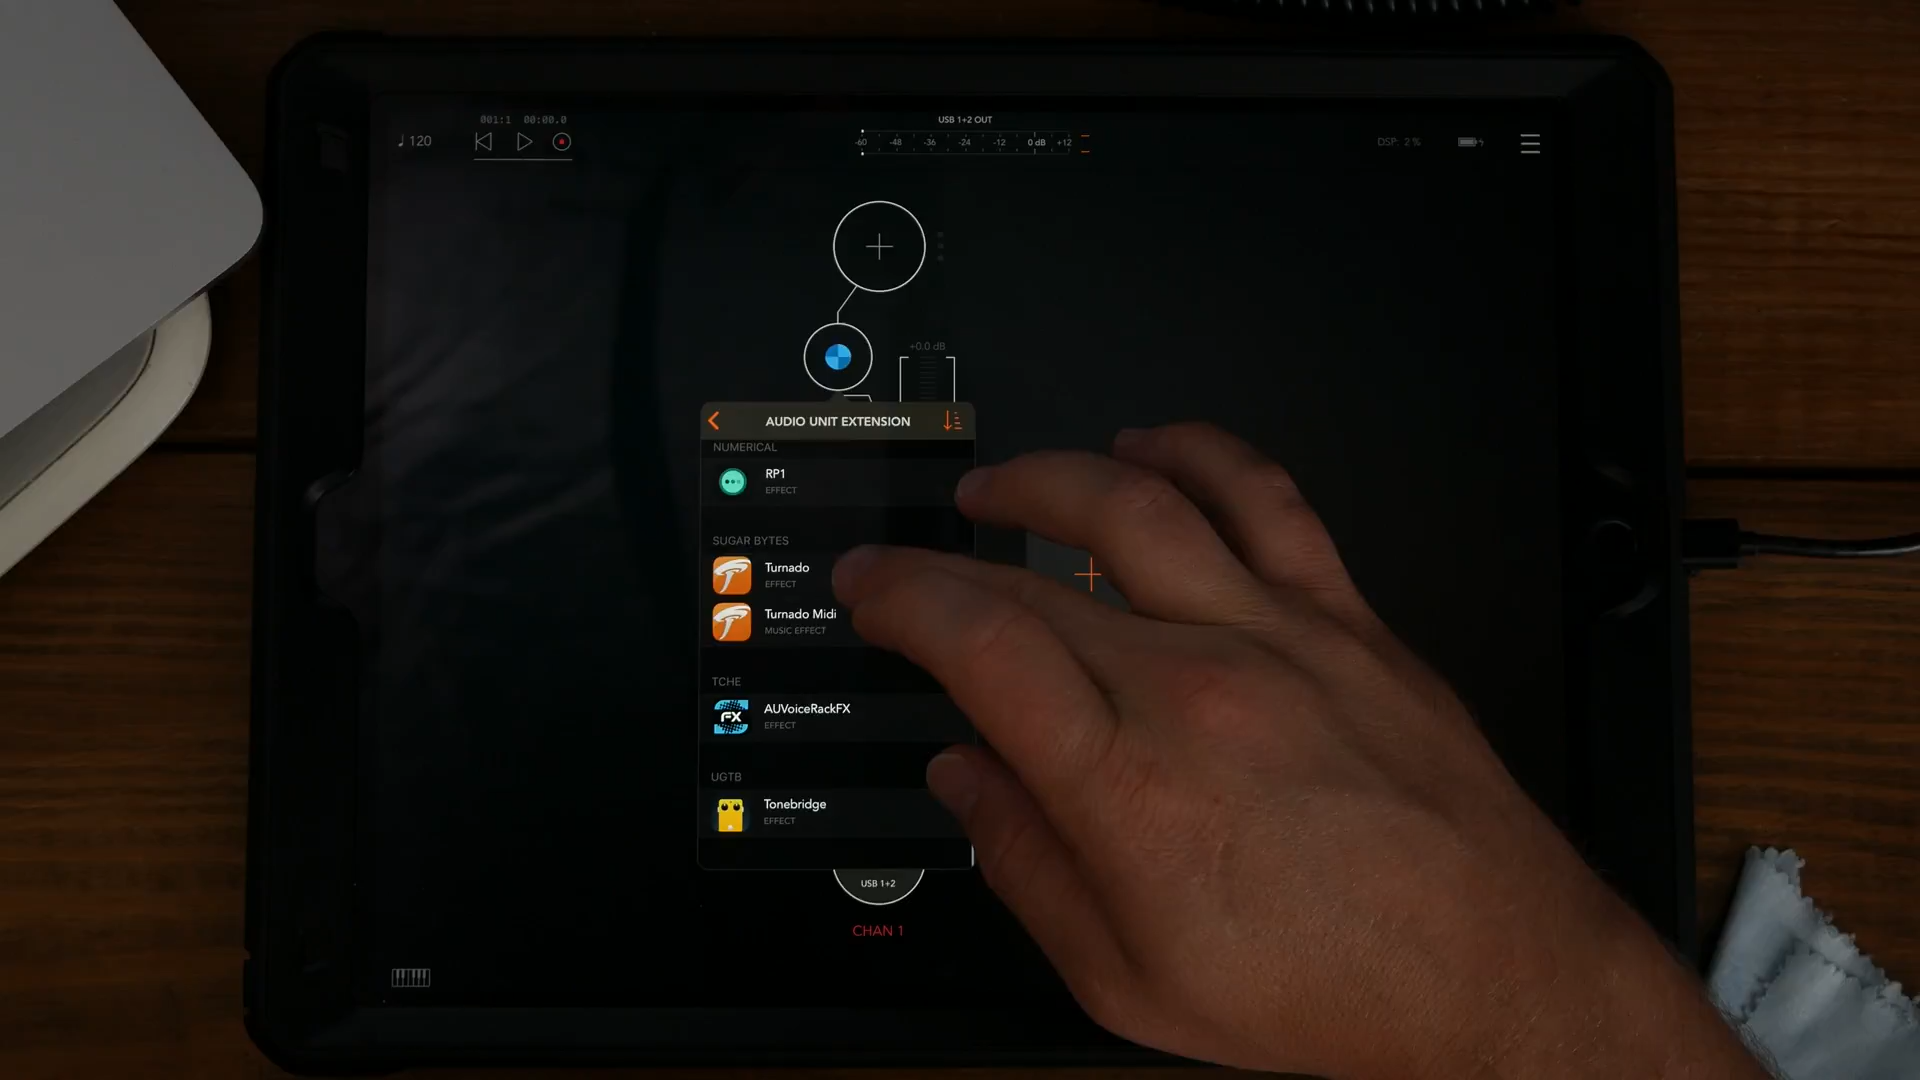 001:1 00:00.0
120
USB 1+2 OUT
-60 -48 -36 -24 -12 0 dB +12
DSP: 2 %
+0.0 dB
AUDIO UNIT EXTENSION
NUMERICAL
RP1
EFFECT
SUGAR BYTES
Turnado
EFFECT
Turnado Midi
MUSIC EFFECT
TCHE
FX
AUVoiceRackFX
EFFECT
UGTB
Tonebridge
EFFECT
USB 1+2
CHAN 1